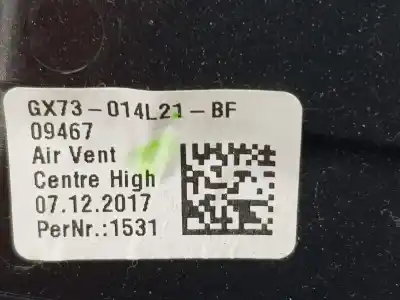 GX73-014L21-BF
09467
Air Vent
Centre High
07.12.2017
PerNr.:1531